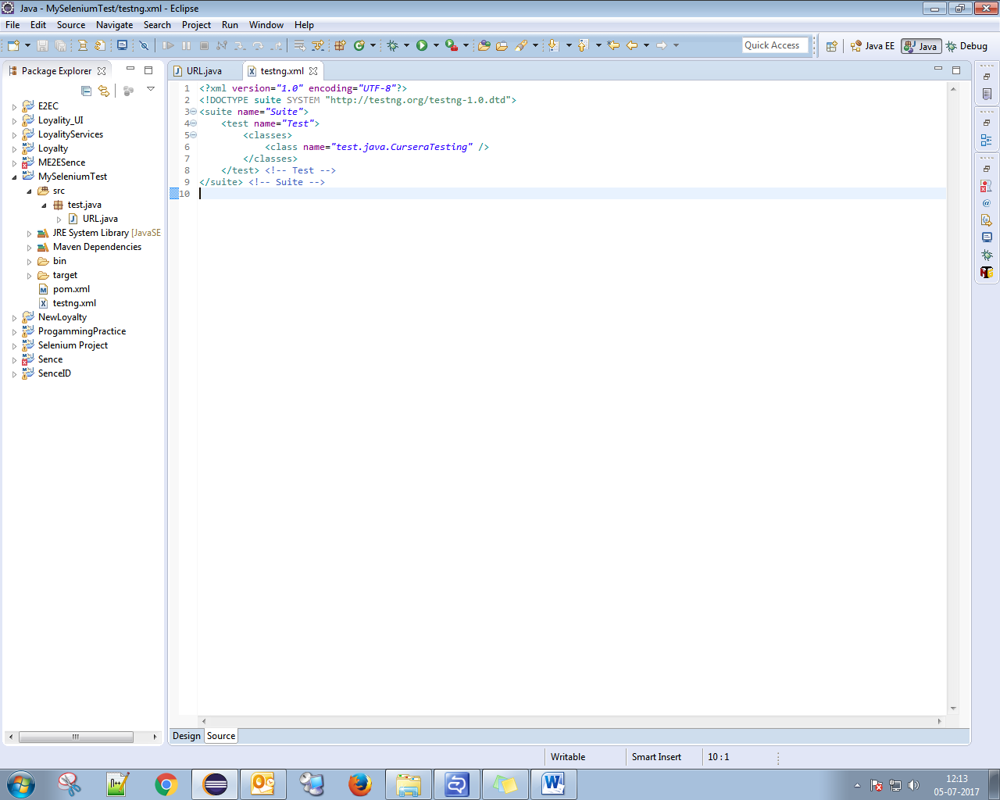 Java - MySeleniumTest/testng.xml - Eclipse
File Edit Source Navigate Search Project Run Window Help
Quick Access
Java EE
Java
Debug
Package Explorer
URL.java
testng.xml
E2EC
Loyality_UI
LoyalityServices
Loyalty
ME2ESence
MySeleniumTest
src
test.java
URL.java
JRE System Library [JavaSE
Maven Dependencies
bin
target
pom.xml
testng.xml
NewLoyalty
ProgammingPractice
Selenium Project
Sence
SenceID
1 <?xml version="1.0" encoding="UTF-8"?>
2 <!DOCTYPE suite SYSTEM "http://testng.org/testng-1.0.dtd">
3 <suite name="Suite">
4 <test name="Test">
5 <classes>
6 <class name="test.java.CurseraTesting" />
7 </classes>
8 </test> <!-- Test -->
9 </suite> <!-- Suite -->
10
Design Source
Writable Smart Insert 10 : 1
12:13
05-07-2017